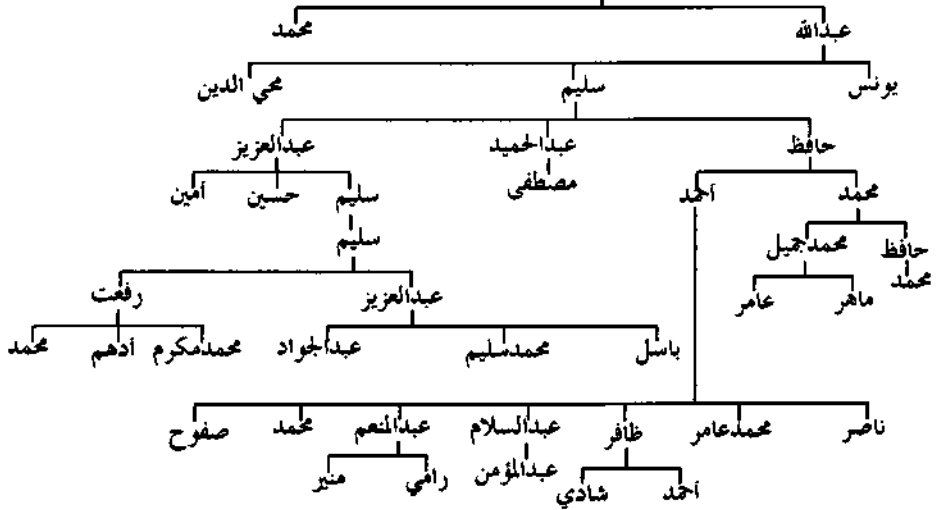 عبدالله محمد
يونس سليم محي الدين
حافظ عبدالحميد عبدالعزيز
محمد أحمد مصطفى سليم حسين أمين
حافظ محمدجميل سليم
محمد ماهر عامر عبدالعزيز رفعت
باسل محمدسليم عبدالجواد محمدمكرم أدهم محمد
ناصر محمدعامر ظافر عبدالسلام عبدالمنعم محمد صفوح
أحمد شادي عبدالمؤمن رامي منير